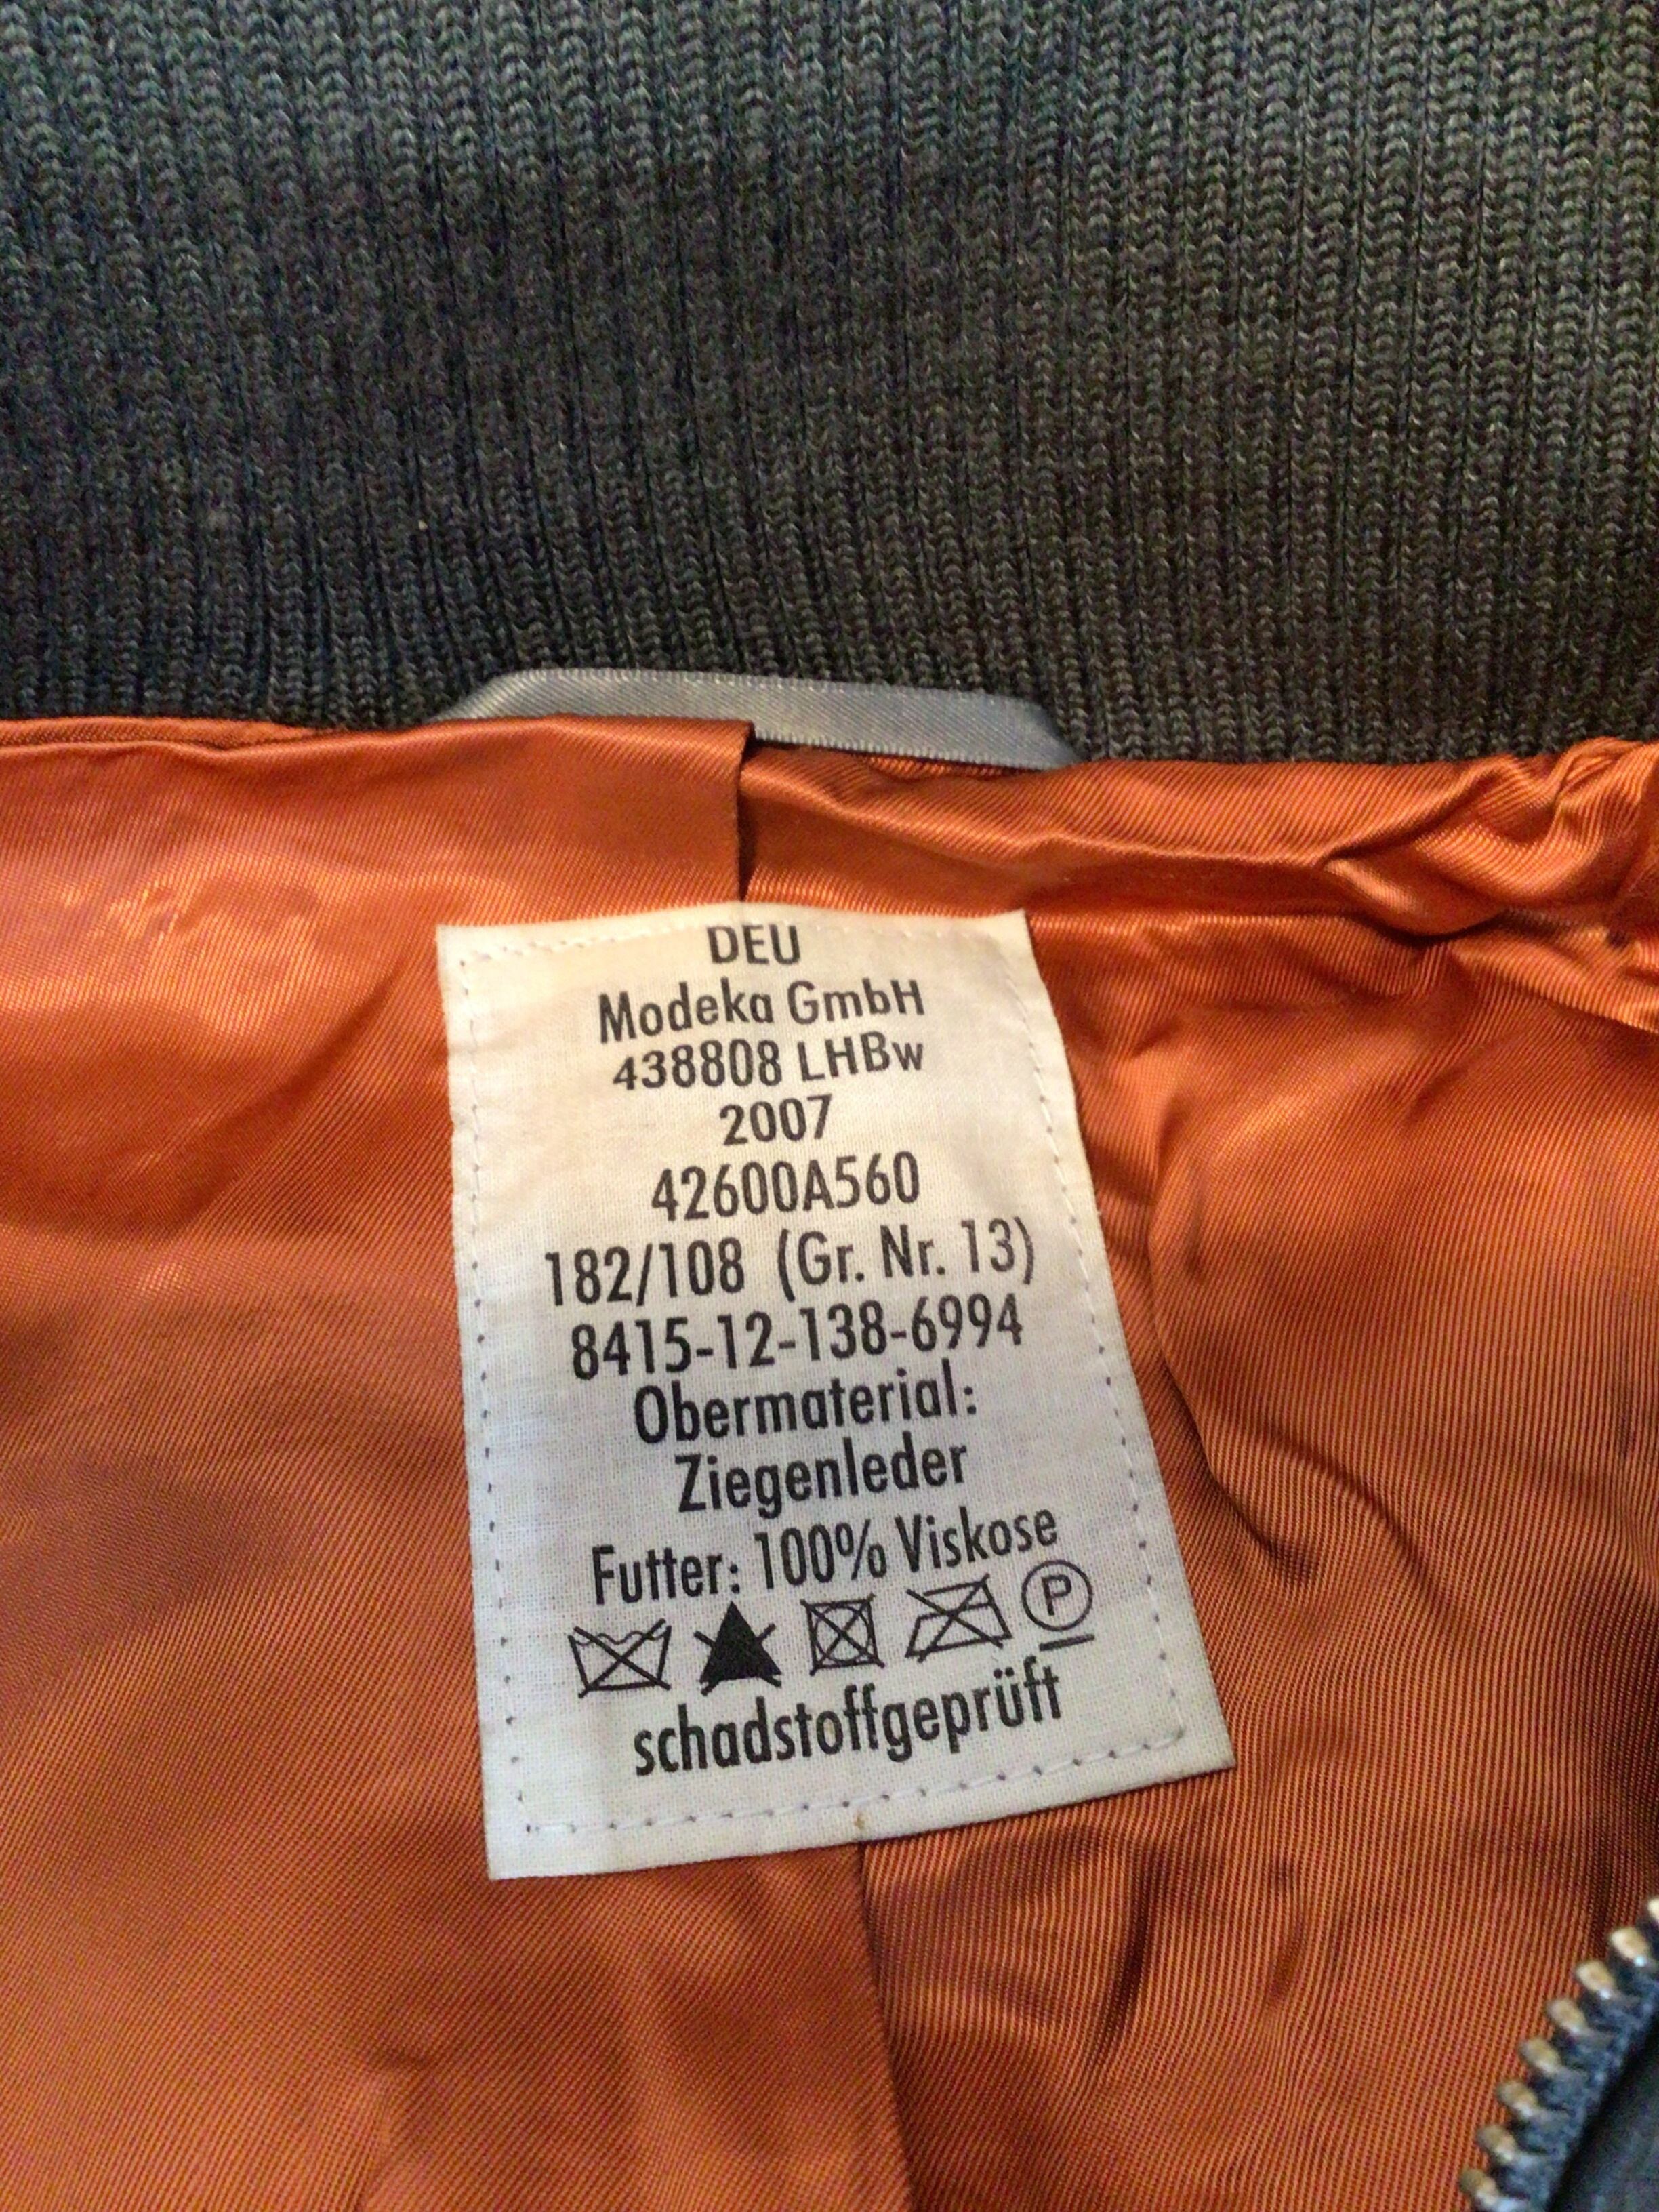 DEU
Modeka GmbH
438808 LHBw
2007
42600A560
182/108 (Gr. Nr. 13)
8415-12-138-6994
Obermaterial:
Ziegenleder
Futter: 100% Viskose
P
schadstoffgeprüft